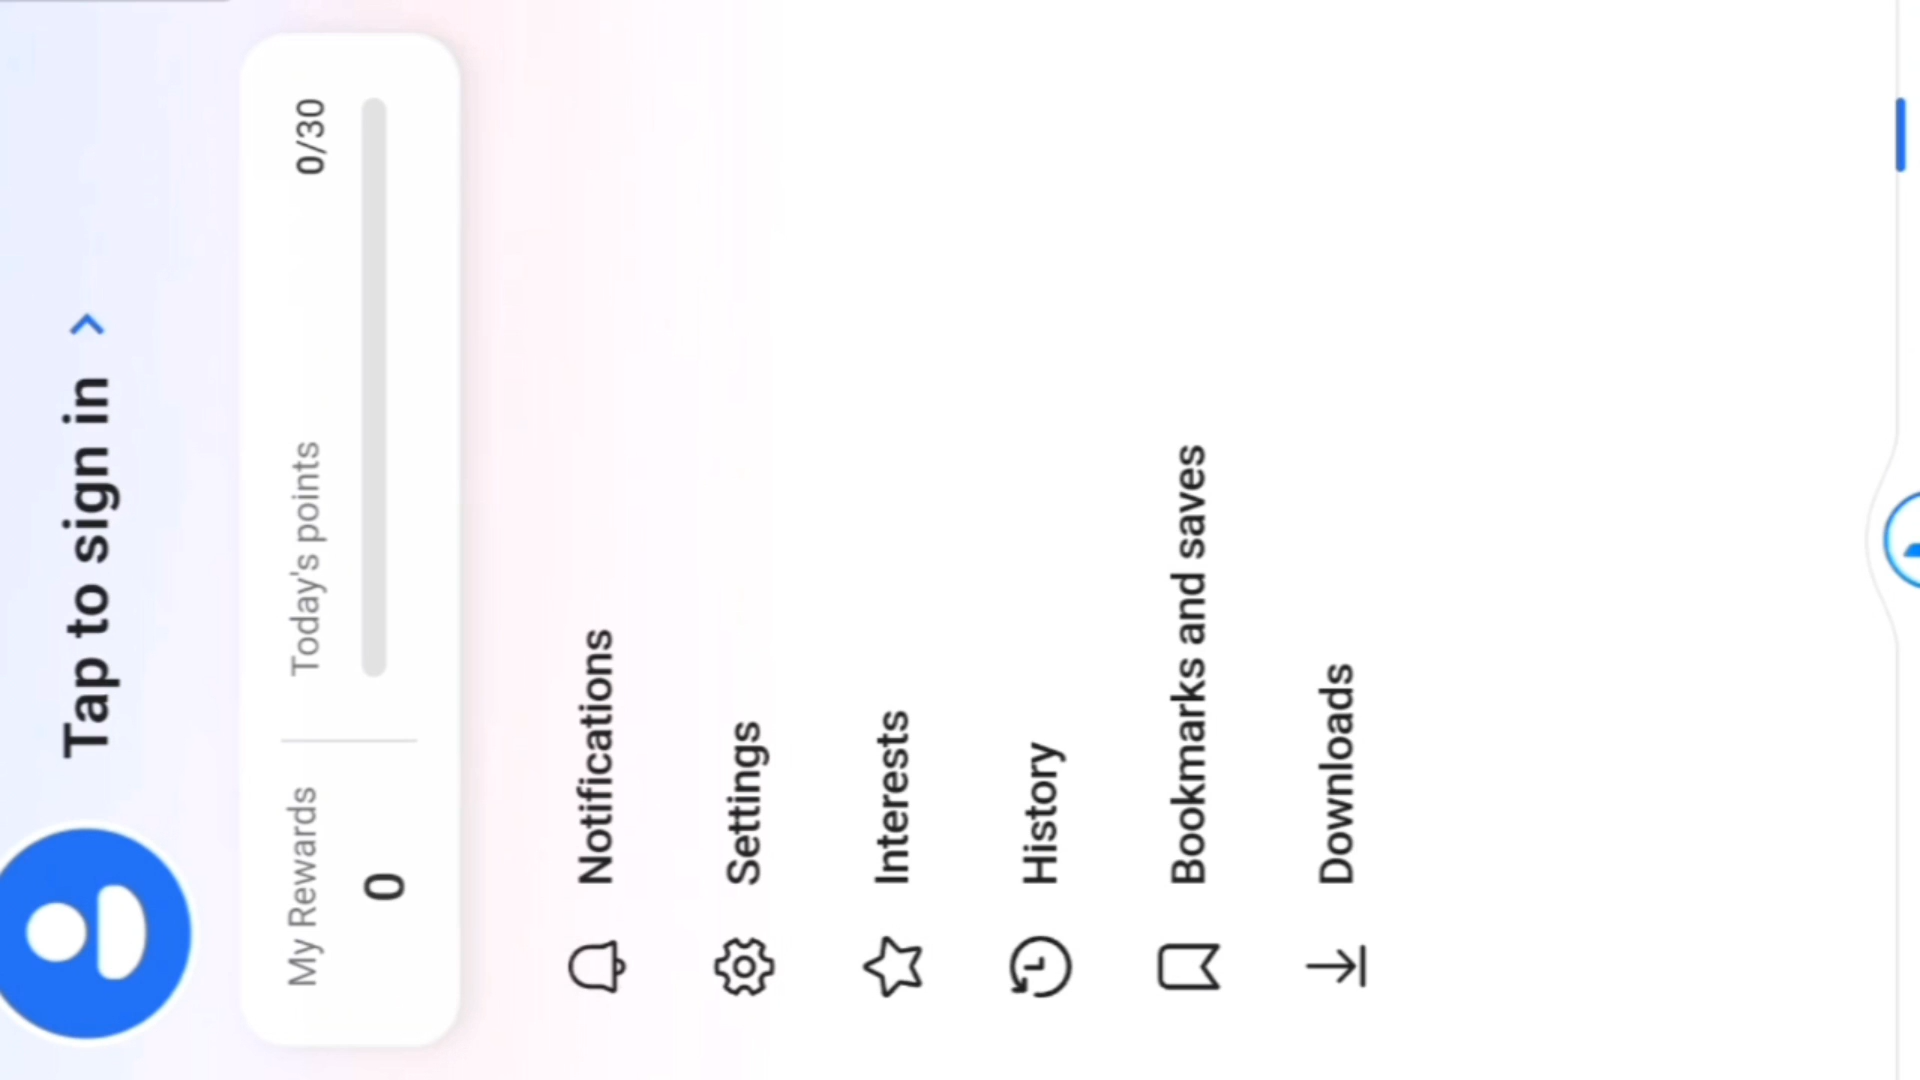 Tap to sign in
My Rewards
0
Today's points
0/30
Notifications
Settings
Interests
History
Bookmarks and saves
Downloads